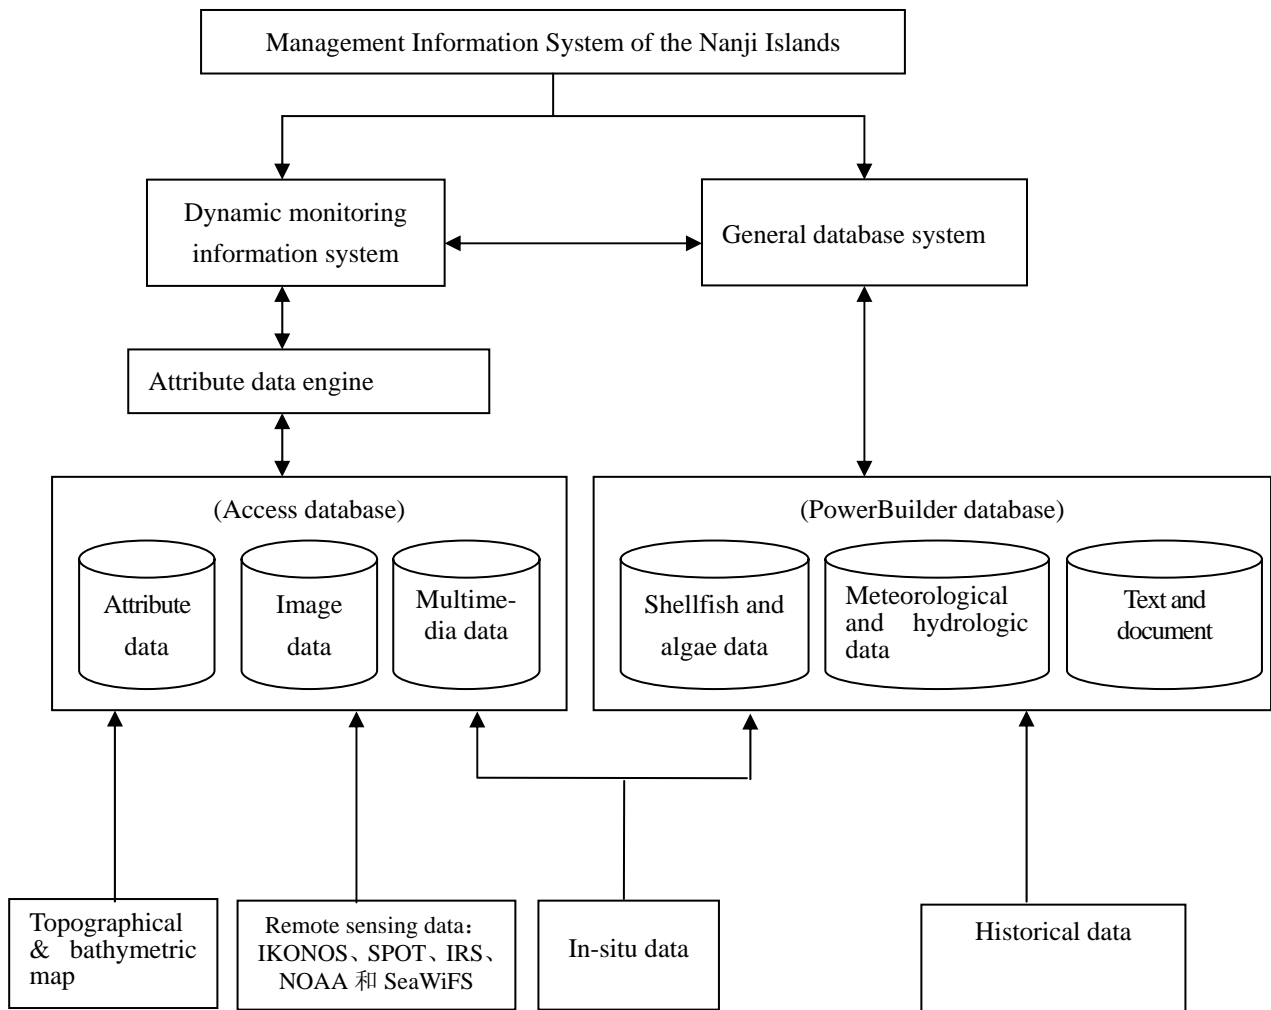 Management Information System of the Nanji Islands
Dynamic monitoring
information system
General database system
Attribute data engine
(Access database)
Attribute
data
Image
data
Multime-
dia data
(PowerBuilder database)
Shellfish and
algae data
Meteorological
and hydrologic
data
Text and
document
Topographical
& bathymetric
map
Remote sensing data：
IKONOS、SPOT、IRS、
NOAA 和 SeaWiFS
In-situ data
Historical data